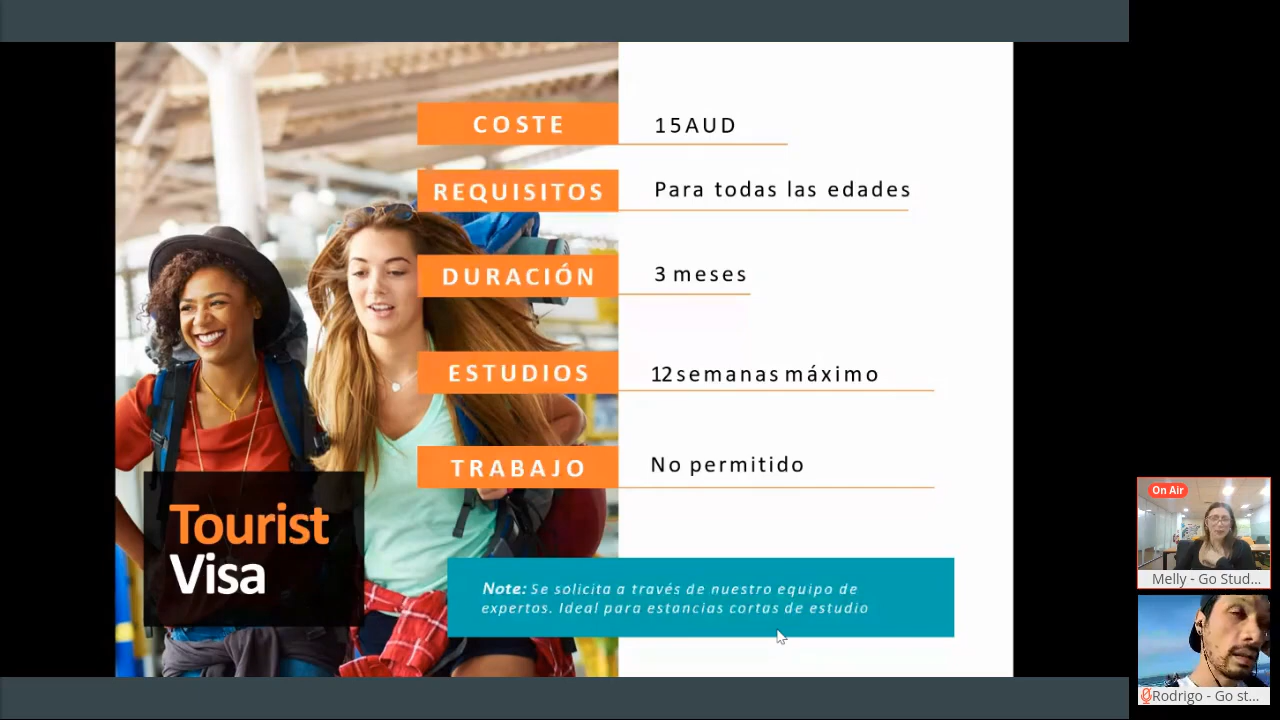 COSTE
15AUD
REQUISITOS
Para todas las edades
DURACIÓN
3 meses
ESTUDIOS
12 semanas máximo
TRABAJO
No permitido
Tourist
Visa
Note: Se solicita a través de nuestro equipo de
expertos. Ideal para estancias cortas de estudio
On Air
Melly - Go Stud...
Rodrigo - Go st...